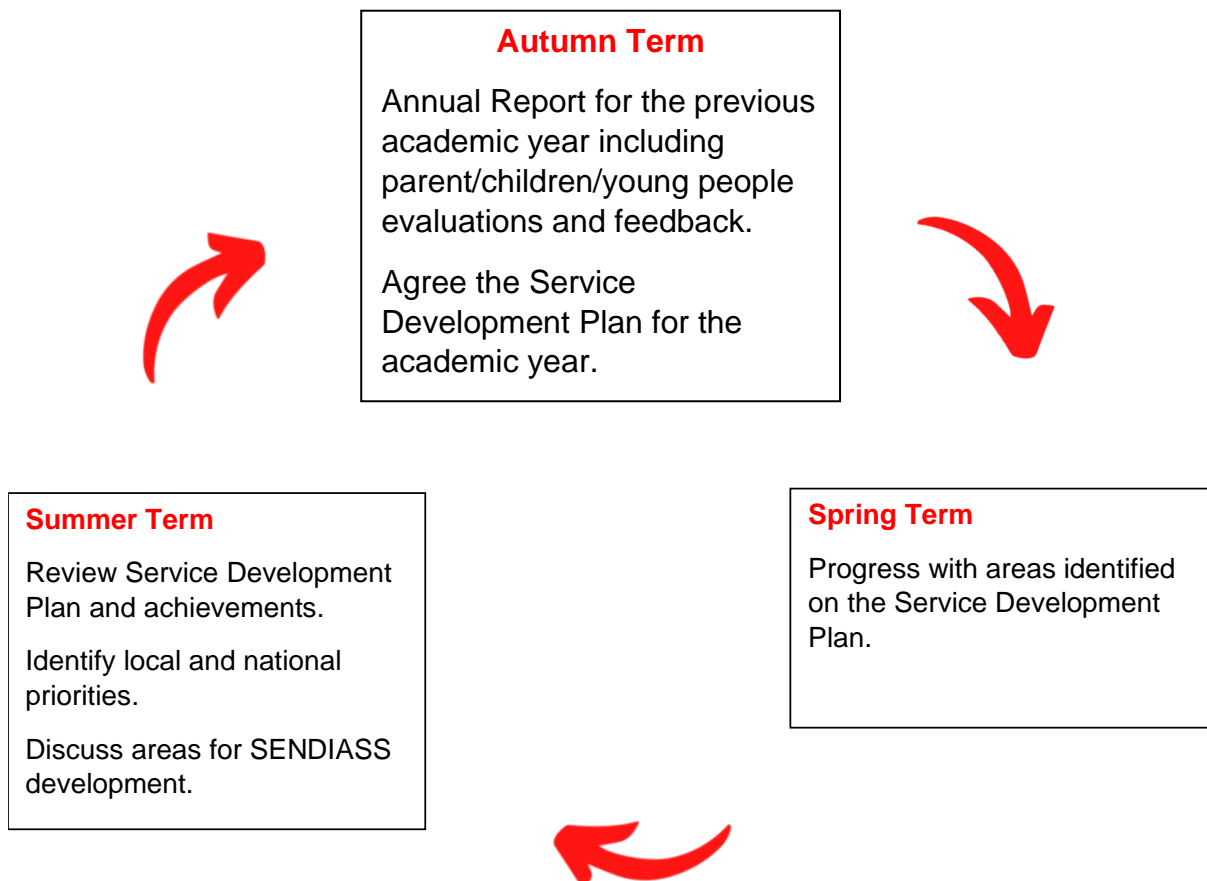 Autumn Term
Annual Report for the previous
academic year including
parent/children/young people
evaluations and feedback.
Agree the Service
Development Plan for the
academic year.
Spring Term
Progress with areas identified
on the Service Development
Plan.
Summer Term
Review Service Development
Plan and achievements.
Identify local and national
priorities.
Discuss areas for SENDIASS
development.